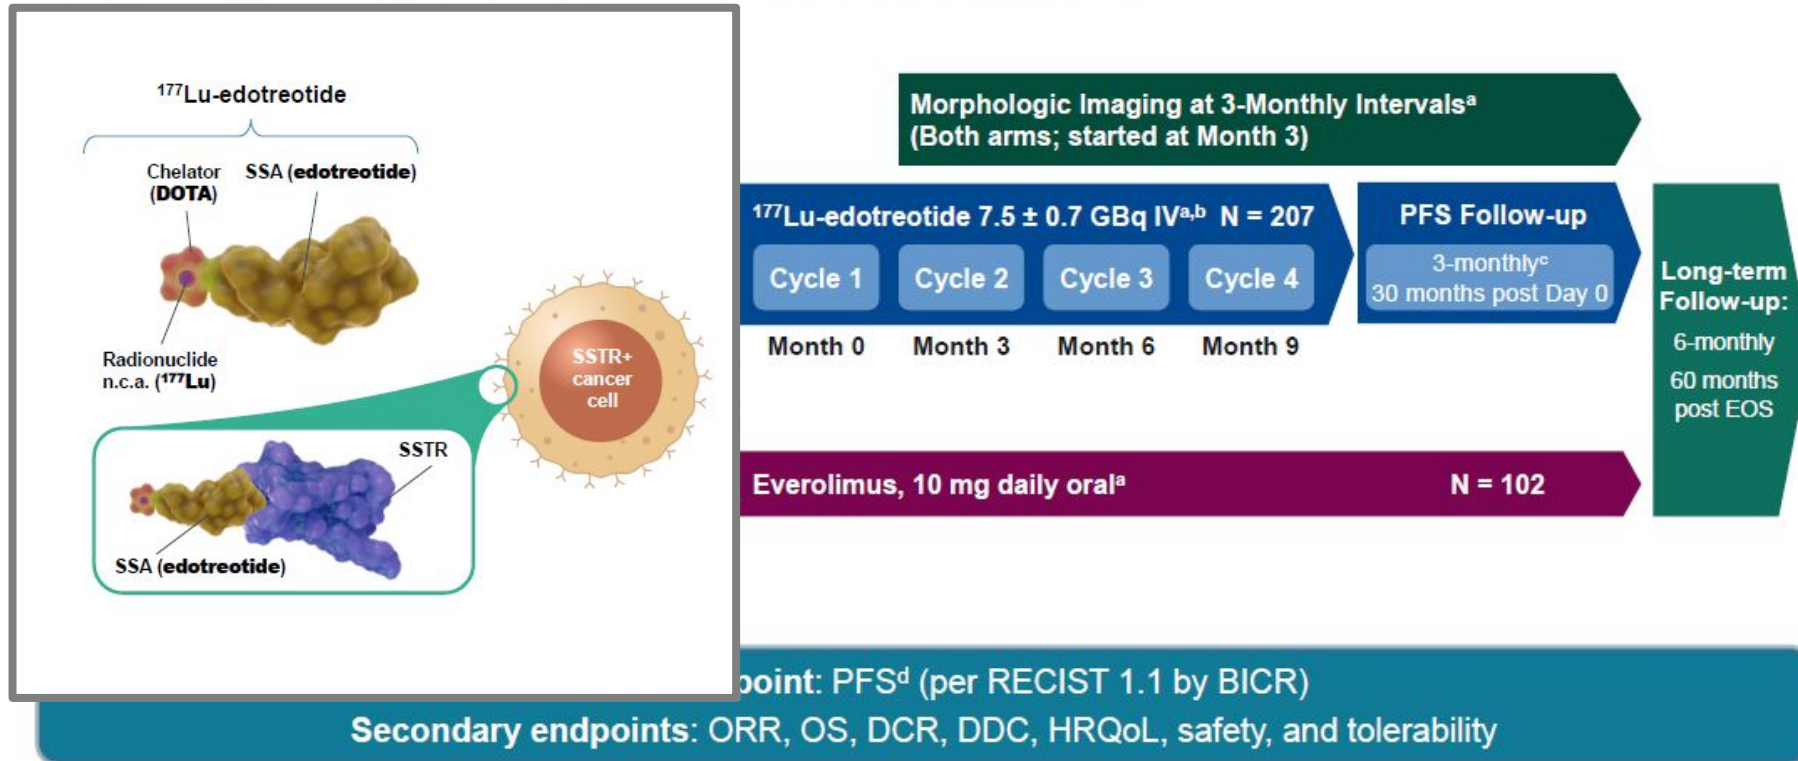 ¹⁷⁷Lu-edotreotide
Chelator
(DOTA)
SSA (edotreotide)
Radionuclide
n.c.a. (¹⁷⁷Lu)
SSTR+
cancer
cell
SSTR
SSA (edotreotide)
Morphologic Imaging at 3-Monthly Intervalsᵃ
(Both arms; started at Month 3)
¹⁷⁷Lu-edotreotide 7.5 ± 0.7 GBq IVᵃ,ᵇ N = 207
Cycle 1
Cycle 2
Cycle 3
Cycle 4
Month 0
Month 3
Month 6
Month 9
PFS Follow-up
3-monthlyᶜ
30 months post Day 0
Long-term
Follow-up:
6-monthly
60 months
post EOS
Everolimus, 10 mg daily oralᵃ N = 102
point: PFSᵈ (per RECIST 1.1 by BICR)
Secondary endpoints: ORR, OS, DCR, DDC, HRQoL, safety, and tolerability